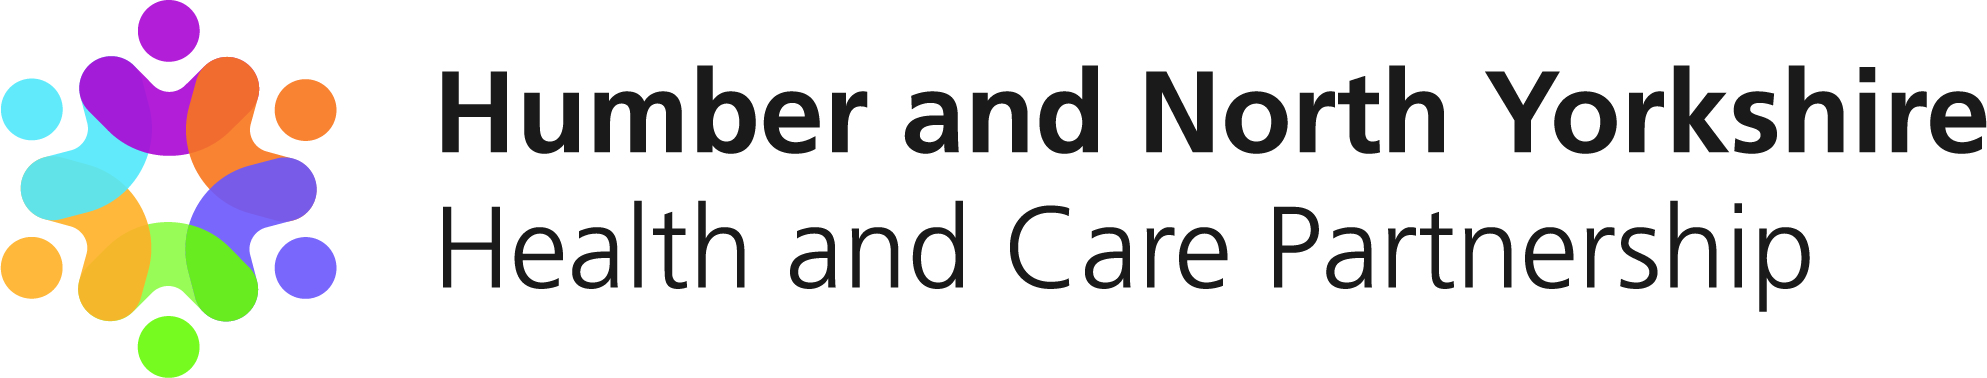 Humber and North Yorkshire
Health and Care Partnership